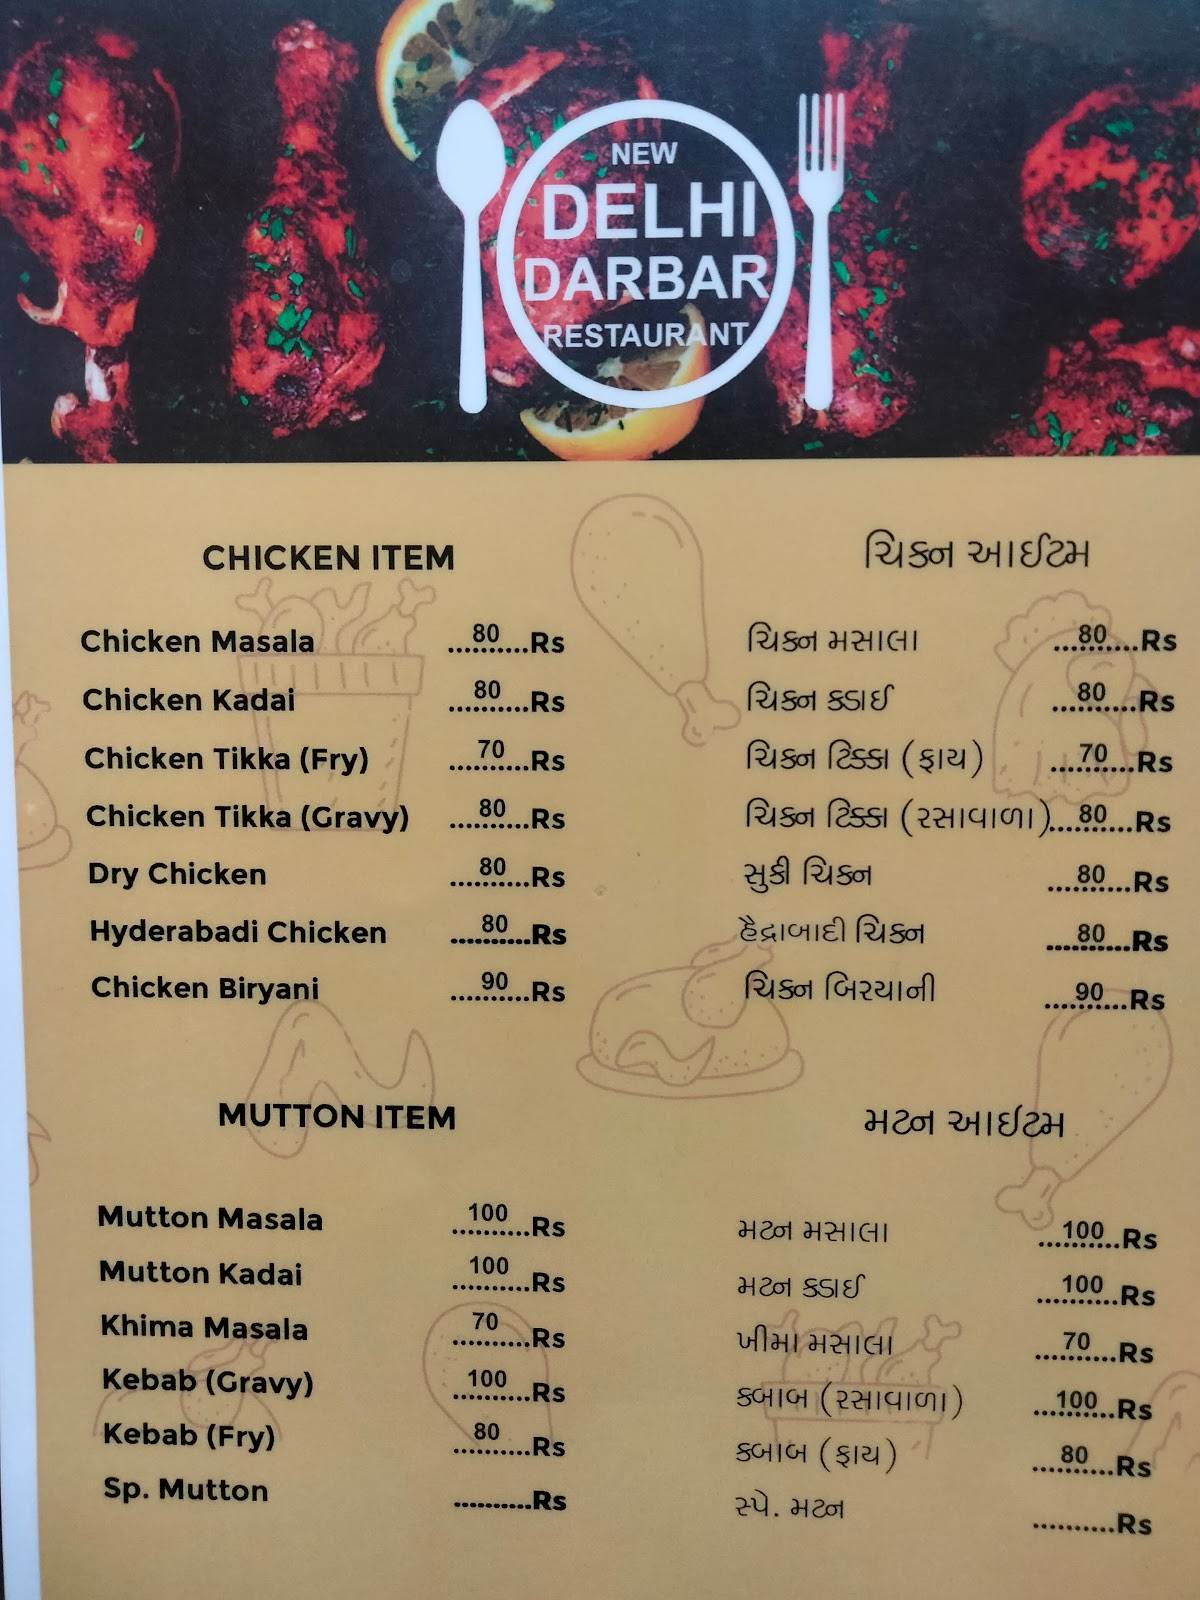 NEW
DELHI
DARBAR
RESTAURANT
CHICKEN ITEM
Chicken Masala ..........80 Rs
Chicken Kadai ..........80 Rs
Chicken Tikka (Fry) ..........70 Rs
Chicken Tikka (Gravy) ..........80 Rs
Dry Chicken ..........80 Rs
Hyderabadi Chicken ..........80 Rs
Chicken Biryani ..........90 Rs
MUTTON ITEM
Mutton Masala ..........100 Rs
Mutton Kadai ..........100 Rs
Khima Masala ..........70 Rs
Kebab (Gravy) ..........100 Rs
Kebab (Fry) ..........80 Rs
Sp. Mutton ..........Rs
ચિકન આઈટમ
ચિકન મસાલા ..........80 Rs
ચિકન કડાઈ ..........80 Rs
ચિકન ટિક્કા (ફ્રાય) ..........70 Rs
ચિકન ટિક્કા (રસાવાળા) ..........80 Rs
સુકી ચિકન ..........80 Rs
હૈદ્રાબાદી ચિકન ..........80 Rs
ચિકન બિરયાની ..........90 Rs
મટન આઈટમ
મટન મસાલા ..........100 Rs
મટન કડાઈ ..........100 Rs
ખીમા મસાલા ..........70 Rs
કબાબ (રસાવાળા) ..........100 Rs
કબાબ (ફ્રાય) ..........80 Rs
સ્પે. મટન ..........Rs